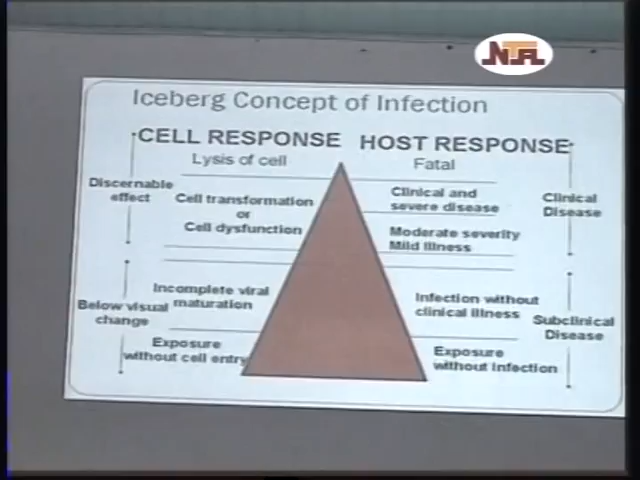 NTA
Iceberg Concept of Infection
CELL RESPONSE
HOST RESPONSE
Lysis of cell
Fatal
Discernable
effect
Cell transformation
or
Cell dysfunction
Clinical and
severe disease
Moderate severity
Mild Illness
Clinical
Disease
Below visual
change
Incomplete viral
maturation
Infection without
clinical illness
Subclinical
Disease
Exposure
without cell entry
Exposure
without infection